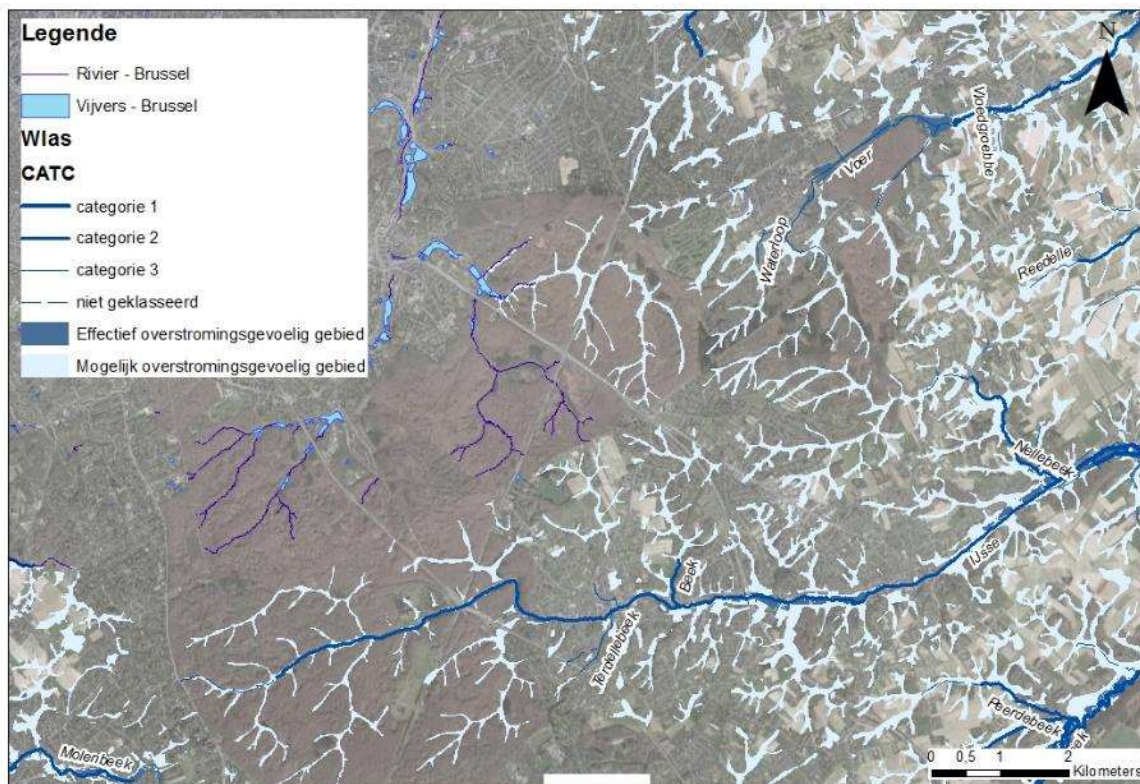 Legende
Rivier - Brussel
Vijvers - Brussel
Wlas
CATC
categorie 1
categorie 2
categorie 3
niet geklasseerd
Effectief overstromingsgevoelig gebied
Mogelijk overstromingsgevoelig gebied
N
Voer
Woedgroebbe
Waterloop
Reedelle
Nellebeek
IJsse
Beek
Terdellebeek
Peerdebeek
Molenbeek
0 0,5 1 2
Kilometers